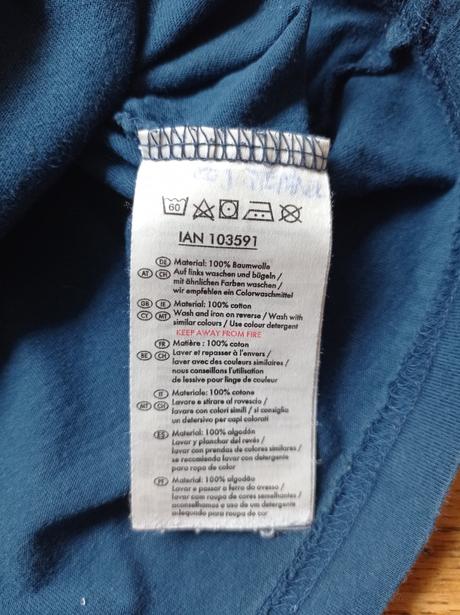 60
IAN 103591
DE Material: 100% Baumwolle
AT CH Auf links waschen und bügeln /
mit ähnlichen Farben waschen /
wir empfehlen ein Colorwaschmittel
GB IE Material: 100% cotton
CY MT Wash and iron on reverse / Wash with
similar colours / Use colour detergent
KEEP AWAY FROM FIRE
FR Matière : 100% coton
BE CH Laver et repasser à l'envers /
laver avec des couleurs similaires /
nous conseillons l'utilisation
de lessive pour linge de couleur
IT Materiale: 100% cotone
MT CH Lavare e stirare al rovescio /
lavare con colori simili / si consiglia
un detersivo per capi colorati
ES Material: 100% algodón
Lavar y planchar del revés /
lavar con prendas de colores similares /
se recomienda lavar con detergente
para ropa de color
PT Material: 100% algodão
Lavar e passar a ferro do avesso /
lavar com roupa de cores semelhantes /
aconselhamos o uso de um detergente
adequado para roupa de cor